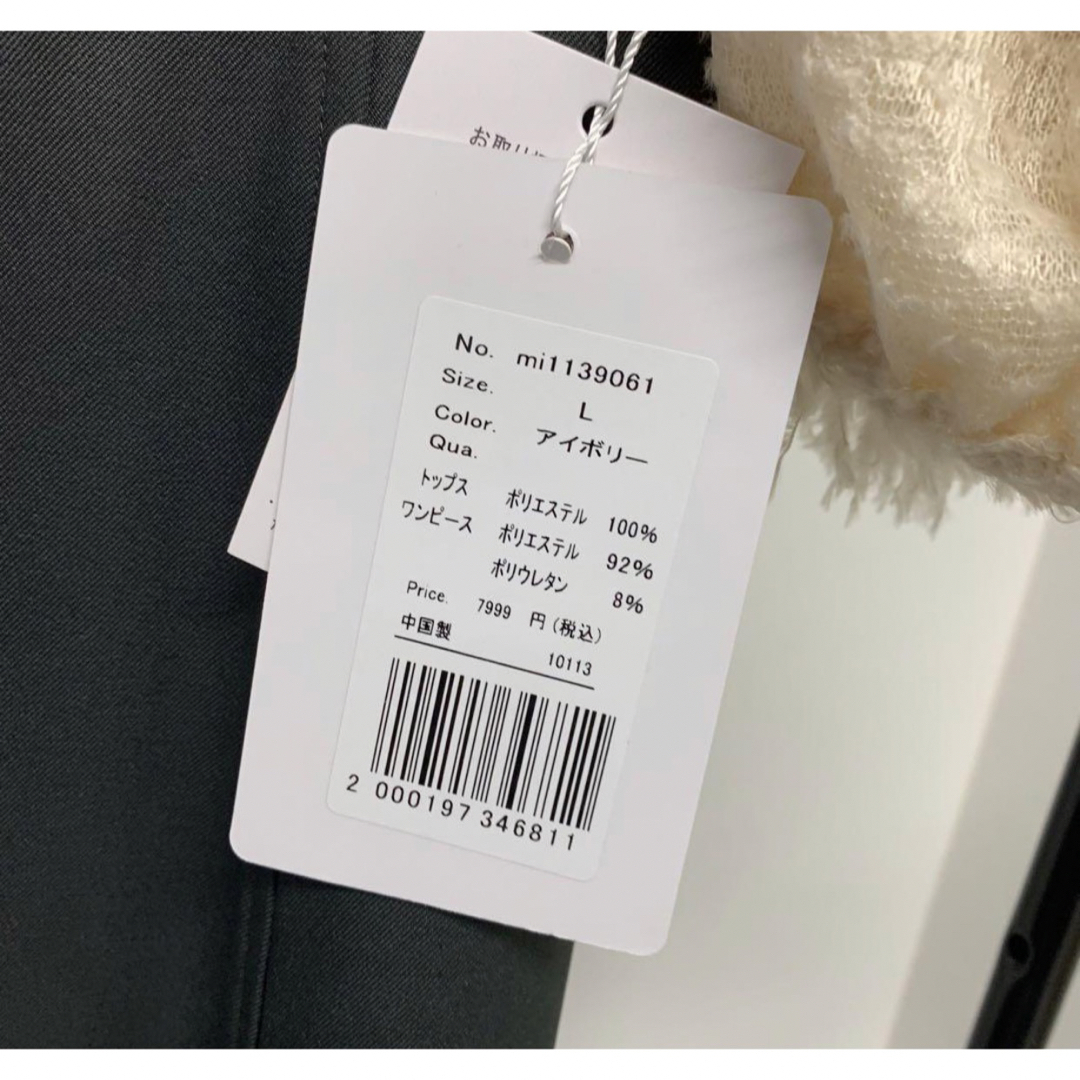 お取り
No. mi1139061
Size. L
Color. アイボリー
Qua.
トップス ポリエステル 100%
ワンピース ポリエステル 92%
ポリウレタン 8%
Price. 7999 円(税込)
中国製 10113
2 000197 346811